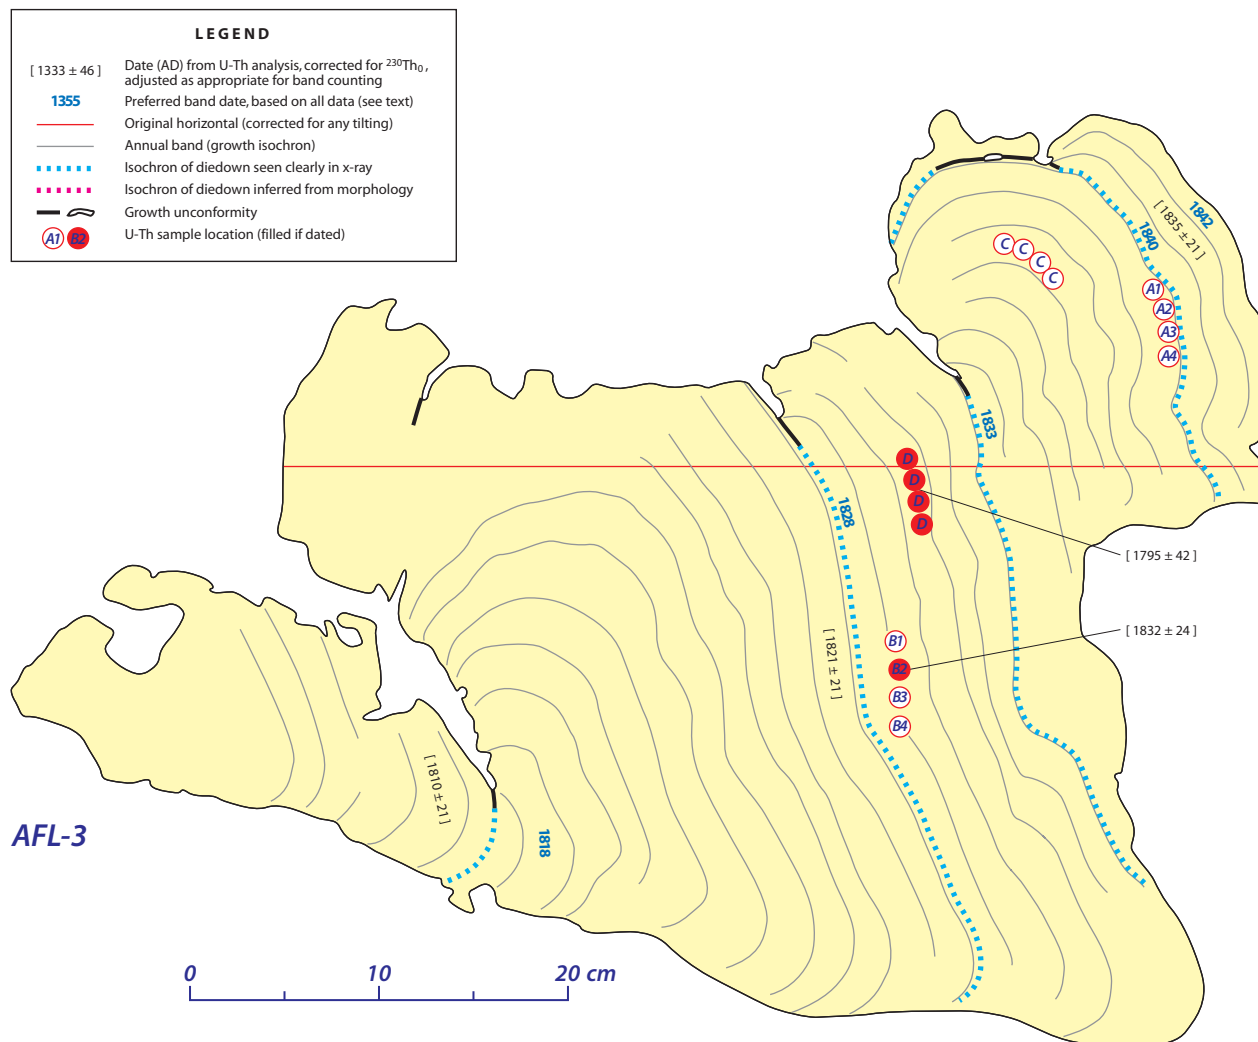 LEGEND
[ 1333 ± 46 ] Date (AD) from U-Th analysis, corrected for ²³⁰Th₀,
adjusted as appropriate for band counting
1355 Preferred band date, based on all data (see text)
Original horizontal (corrected for any tilting)
Annual band (growth isochron)
Isochron of diedown seen clearly in x-ray
Isochron of diedown inferred from morphology
Growth unconformity
A1 B2 U-Th sample location (filled if dated)
1842
[ 1835 ± 21 ]
1840
C
C
C
C
A1
A2
A3
A4
1833
D
D
D
D
1828
[ 1795 ± 42 ]
[ 1832 ± 24 ]
B1
B2
B3
B4
[ 1821 ± 21 ]
[ 1810 ± 21 ]
1818
AFL-3
0 10 20 cm